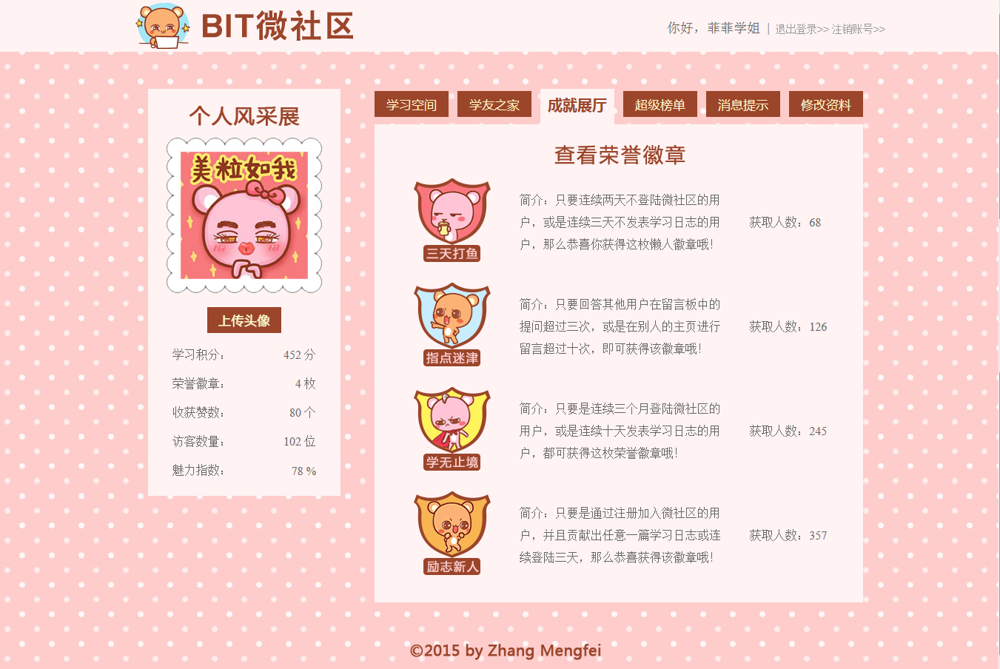 BIT微社区
你好，菲菲学姐 | 退出登录>> 注销账号>>
个人风采展
美粒如我
上传头像
学习积分： 452 分
荣誉徽章： 4 枚
收获赞数： 80 个
访客数量： 102 位
魅力指数： 78 %
学习空间 学友之家 成就展厅 超级榜单 消息提示 修改资料
查看荣誉徽章
三天打鱼
简介：只要连续两天不登陆微社区的用
户，或是连续三天不发表学习日志的用
户，那么恭喜你获得这枚懒人徽章哦！
获取人数：68
指点迷津
简介：只要回答其他用户在留言板中的
提问超过三次，或是在别人的主页进行
留言超过十次，即可获得该徽章哦！
获取人数：126
学无止境
简介：只要是连续三个月登陆微社区的
用户，或是连续十天发表学习日志的用
户，都可获得这枚荣誉徽章哦！
获取人数：245
励志新人
简介：只要是通过注册加入微社区的用
户，并且贡献出任意一篇学习日志或连
续登陆三天，那么恭喜获得该徽章哦！
获取人数：357
©2015 by Zhang Mengfei